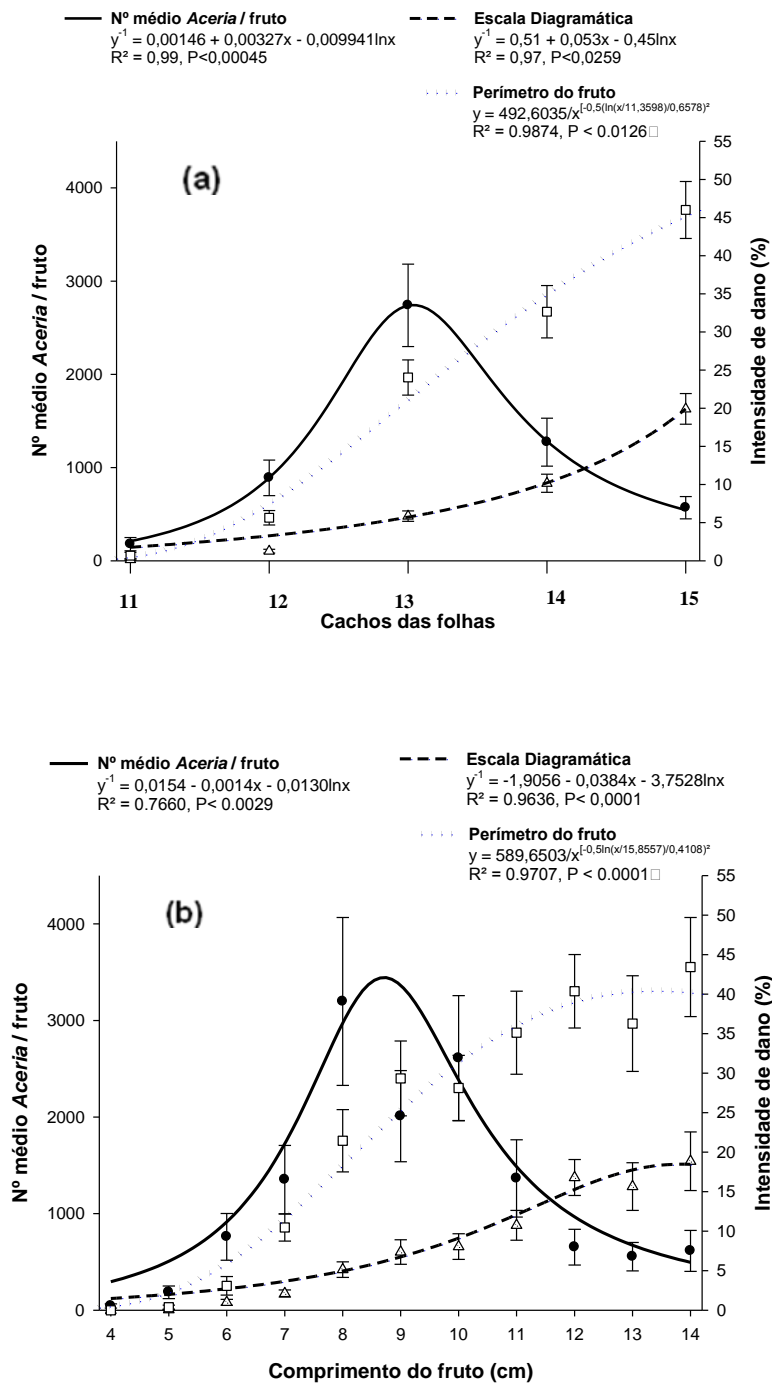 Nº médio Aceria / fruto
y⁻¹ = 0,00146 + 0,00327x - 0,009941lnx
R² = 0,99, P<0,00045
Escala Diagramática
y⁻¹ = 0,51 + 0,053x - 0,45lnx
R² = 0,97, P<0,0259
Perímetro do fruto
y = 492,6035/x[-0,5(ln(x/11,3598)/0,6578)²
R² = 0.9874, P < 0.0126□
(a)
Nº médio Aceria / fruto
4000
3000
2000
1000
0
55
50
45
40
35
30
25
20
15
10
5
0
Intensidade de dano (%)
11 12 13 14 15
Cachos das folhas
Nº médio Aceria / fruto
y⁻¹ = 0,0154 - 0,0014x - 0,0130lnx
R² = 0.7660, P< 0.0029
Escala Diagramática
y⁻¹ = -1,9056 - 0,0384x - 3,7528lnx
R² = 0.9636, P< 0,0001
Perímetro do fruto
y = 589,6503/x[-0,5ln(x/15,8557)/0,4108)²
R² = 0.9707, P < 0.0001□
(b)
Nº médio Aceria / fruto
4000
3000
2000
1000
0
55
50
45
40
35
30
25
20
15
10
5
0
Intensidade de dano (%)
4 5 6 7 8 9 10 11 12 13 14
Comprimento do fruto (cm)